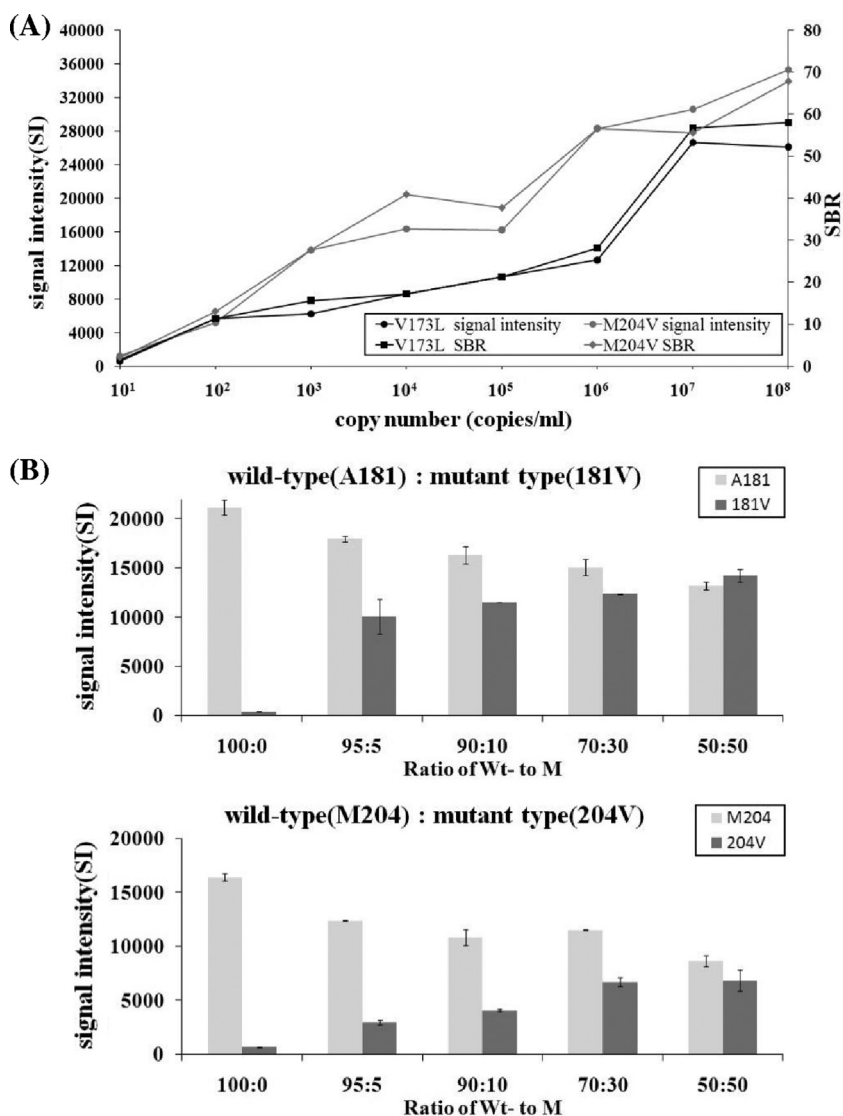 (A)
40000
36000
32000
28000
24000
20000
16000
12000
8000
4000
0
signal intensity(SI)
80
70
60
50
40
30
20
10
0
SBR
V173L signal intensity
M204V signal intensity
V173L SBR
M204V SBR
10¹ 10² 10³ 10⁴ 10⁵ 10⁶ 10⁷ 10⁸
copy number (copies/ml)
(B)
wild-type(A181) : mutant type(181V)
A181
181V
20000
15000
10000
5000
0
signal intensity(SI)
100:0 95:5 90:10 70:30 50:50
Ratio of Wt- to M
wild-type(M204) : mutant type(204V)
M204
204V
20000
15000
10000
5000
0
signal intensity(SI)
100:0 95:5 90:10 70:30 50:50
Ratio of Wt- to M